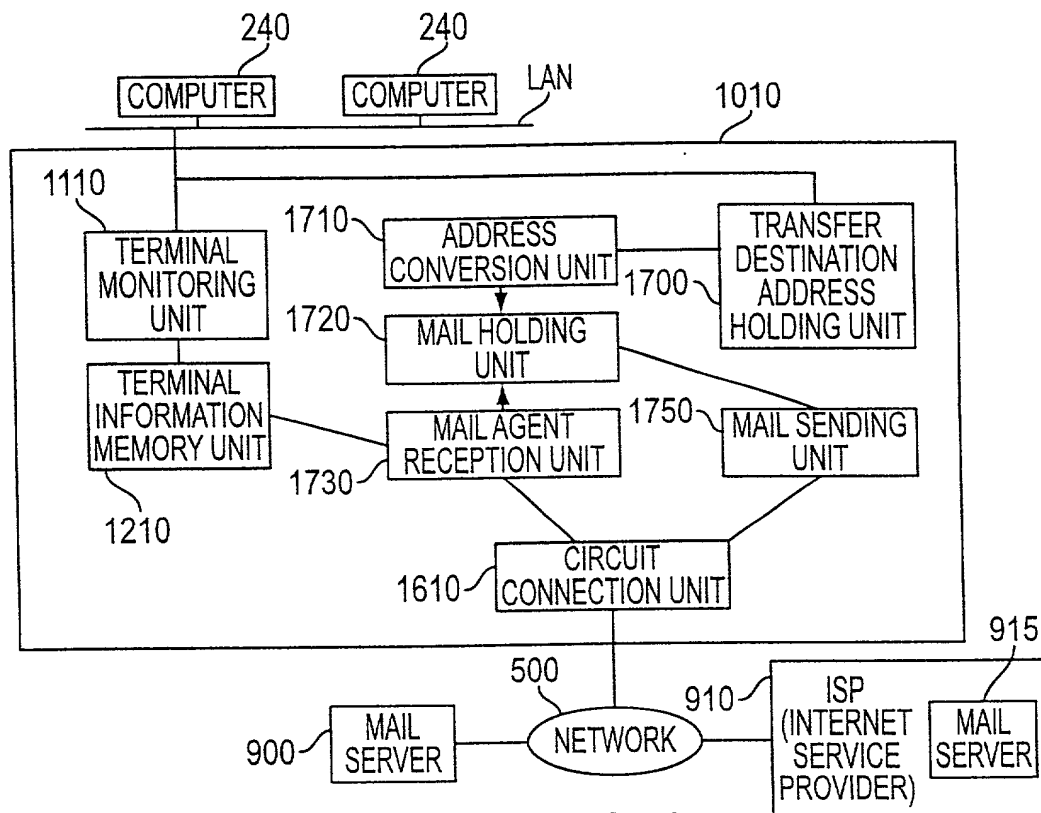 240
240
COMPUTER
COMPUTER
LAN
1010
1110
TERMINAL
MONITORING
UNIT
1710
ADDRESS
CONVERSION UNIT
TRANSFER
DESTINATION
ADDRESS
HOLDING UNIT
1700
1720
MAIL HOLDING
UNIT
TERMINAL
INFORMATION
MEMORY UNIT
1210
MAIL AGENT
RECEPTION UNIT
1730
1750
MAIL SENDING
UNIT
1610
CIRCUIT
CONNECTION UNIT
500
NETWORK
900
MAIL
SERVER
910
ISP
(INTERNET
SERVICE
PROVIDER)
915
MAIL
SERVER